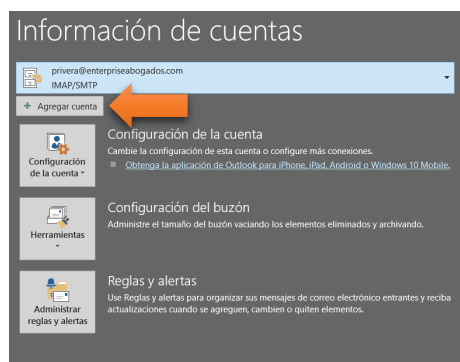 Información de cuentas
privera@enterpriseabogados.com
IMAP/SMTP
+ Agregar cuenta
Configuración
de la cuenta
Configuración de la cuenta
Cambie la configuración de esta cuenta o configure más conexiones.
Obtenga la aplicación de Outlook para iPhone, iPad, Android o Windows 10 Mobile.
Herramientas
Configuración del buzón
Administre el tamaño del buzón vaciando los elementos eliminados y archivando.
Administrar
reglas y alertas
Reglas y alertas
Use Reglas y alertas para organizar sus mensajes de correo electrónico entrantes y reciba
actualizaciones cuando se agreguen, cambien o quiten elementos.